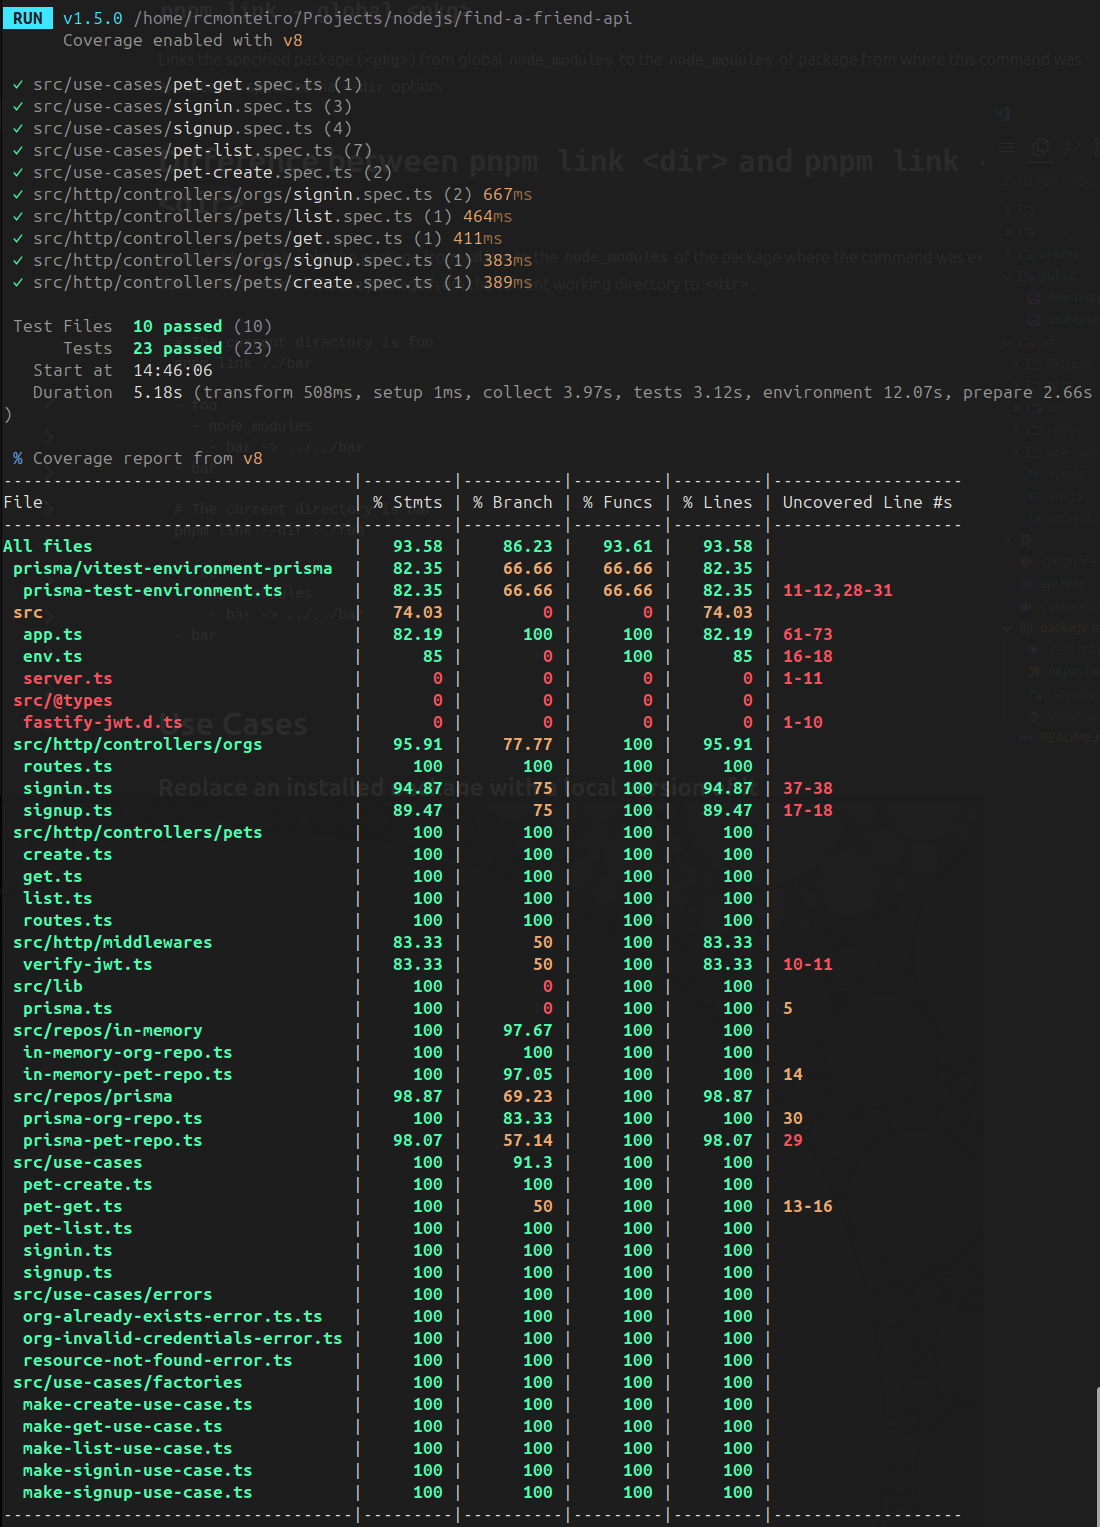 RUN v1.5.0 /home/rcmonteiro/Projects/nodejs/find-a-friend-api
Coverage enabled with v8
✓ src/use-cases/pet-get.spec.ts (1)
✓ src/use-cases/signin.spec.ts (3)
✓ src/use-cases/signup.spec.ts (4)
✓ src/use-cases/pet-list.spec.ts (7)
✓ src/use-cases/pet-create.spec.ts (2)
✓ src/http/controllers/orgs/signin.spec.ts (2) 667ms
✓ src/http/controllers/pets/list.spec.ts (1) 464ms
✓ src/http/controllers/pets/get.spec.ts (1) 411ms
✓ src/http/controllers/orgs/signup.spec.ts (1) 383ms
✓ src/http/controllers/pets/create.spec.ts (1) 389ms
Test Files 10 passed (10)
Tests 23 passed (23)
Start at 14:46:06
Duration 5.18s (transform 508ms, setup 1ms, collect 3.97s, tests 3.12s, environment 12.07s, prepare 2.66s
)
% Coverage report from v8
-----------------------------------|---------|----------|---------|---------|-------------------
File | % Stmts | % Branch | % Funcs | % Lines | Uncovered Line #s
-----------------------------------|---------|----------|---------|---------|-------------------
All files | 93.58 | 86.23 | 93.61 | 93.58 |
prisma/vitest-environment-prisma | 82.35 | 66.66 | 66.66 | 82.35 |
prisma-test-environment.ts | 82.35 | 66.66 | 66.66 | 82.35 | 11-12,28-31
src | 74.03 | 0 | 0 | 74.03 |
app.ts | 82.19 | 100 | 100 | 82.19 | 61-73
env.ts | 85 | 0 | 100 | 85 | 16-18
server.ts | 0 | 0 | 0 | 0 | 1-11
src/@types | 0 | 0 | 0 | 0 |
fastify-jwt.d.ts | 0 | 0 | 0 | 0 | 1-10
src/http/controllers/orgs | 95.91 | 77.77 | 100 | 95.91 |
routes.ts | 100 | 100 | 100 | 100 |
signin.ts | 94.87 | 75 | 100 | 94.87 | 37-38
signup.ts | 89.47 | 75 | 100 | 89.47 | 17-18
src/http/controllers/pets | 100 | 100 | 100 | 100 |
create.ts | 100 | 100 | 100 | 100 |
get.ts | 100 | 100 | 100 | 100 |
list.ts | 100 | 100 | 100 | 100 |
routes.ts | 100 | 100 | 100 | 100 |
src/http/middlewares | 83.33 | 50 | 100 | 83.33 |
verify-jwt.ts | 83.33 | 50 | 100 | 83.33 | 10-11
src/lib | 100 | 0 | 100 | 100 |
prisma.ts | 100 | 0 | 100 | 100 | 5
src/repos/in-memory | 100 | 97.67 | 100 | 100 |
in-memory-org-repo.ts | 100 | 100 | 100 | 100 |
in-memory-pet-repo.ts | 100 | 97.05 | 100 | 100 | 14
src/repos/prisma | 98.87 | 69.23 | 100 | 98.87 |
prisma-org-repo.ts | 100 | 83.33 | 100 | 100 | 30
prisma-pet-repo.ts | 98.07 | 57.14 | 100 | 98.07 | 29
src/use-cases | 100 | 91.3 | 100 | 100 |
pet-create.ts | 100 | 100 | 100 | 100 |
pet-get.ts | 100 | 50 | 100 | 100 | 13-16
pet-list.ts | 100 | 100 | 100 | 100 |
signin.ts | 100 | 100 | 100 | 100 |
signup.ts | 100 | 100 | 100 | 100 |
src/use-cases/errors | 100 | 100 | 100 | 100 |
org-already-exists-error.ts.ts | 100 | 100 | 100 | 100 |
org-invalid-credentials-error.ts | 100 | 100 | 100 | 100 |
resource-not-found-error.ts | 100 | 100 | 100 | 100 |
src/use-cases/factories | 100 | 100 | 100 | 100 |
make-create-use-case.ts | 100 | 100 | 100 | 100 |
make-get-use-case.ts | 100 | 100 | 100 | 100 |
make-list-use-case.ts | 100 | 100 | 100 | 100 |
make-signin-use-case.ts | 100 | 100 | 100 | 100 |
make-signup-use-case.ts | 100 | 100 | 100 | 100 |
-----------------------------------|---------|----------|---------|---------|-------------------